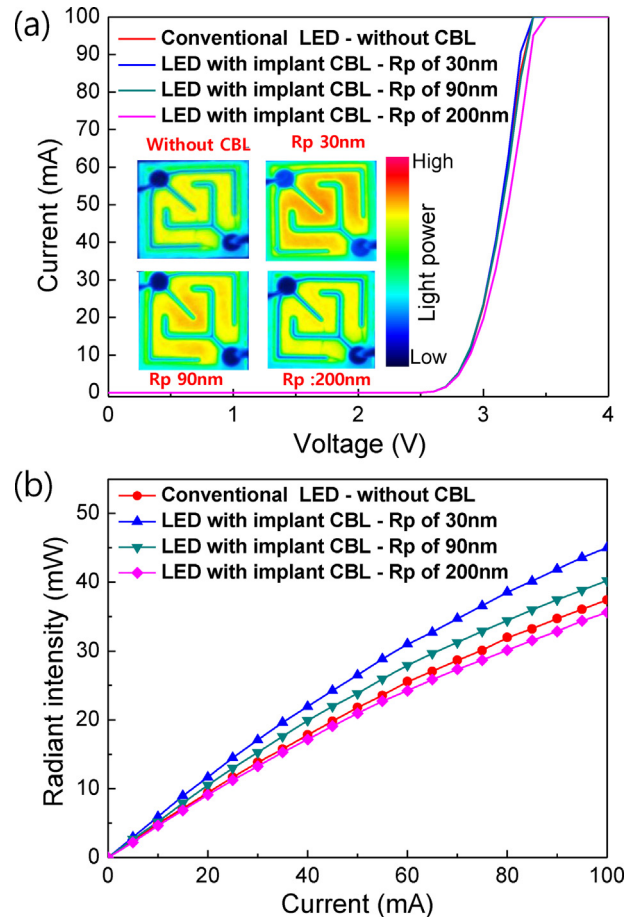 (a)
Conventional LED - without CBL
LED with implant CBL - Rp of 30nm
LED with implant CBL - Rp of 90nm
LED with implant CBL - Rp of 200nm
Without CBL Rp 30nm
High
Light power
Low
Rp 90nm Rp :200nm
100
90
80
70
60
50
40
30
20
10
0
Current (mA)
0 1 2 3 4
Voltage (V)
(b)
Conventional LED - without CBL
LED with implant CBL - Rp of 30nm
LED with implant CBL - Rp of 90nm
LED with implant CBL - Rp of 200nm
50
40
30
20
10
0
Radiant intensity (mW)
0 20 40 60 80 100
Current (mA)